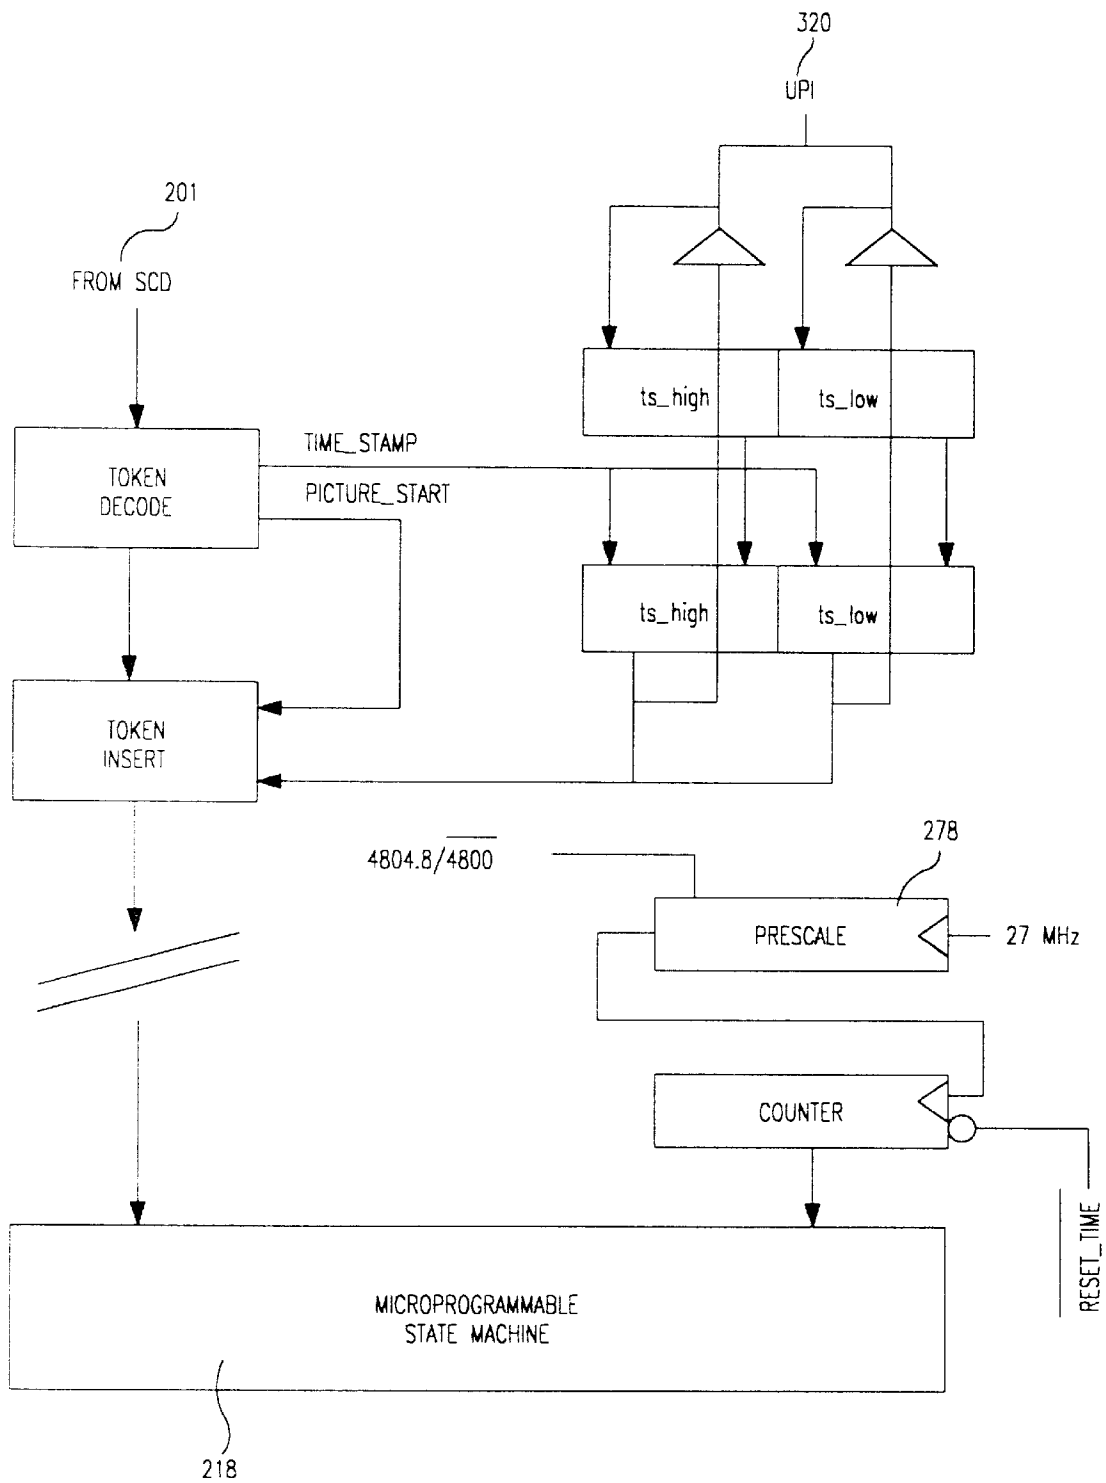 320
UPI
201
FROM SCD
ts_high
ts_low
TIME_STAMP
TOKEN
DECODE
PICTURE_START
ts_high
ts_low
TOKEN
INSERT
4804.8/4800
278
PRESCALE
27 MHz
COUNTER
RESET_TIME
MICROPROGRAMMABLE
STATE MACHINE
218